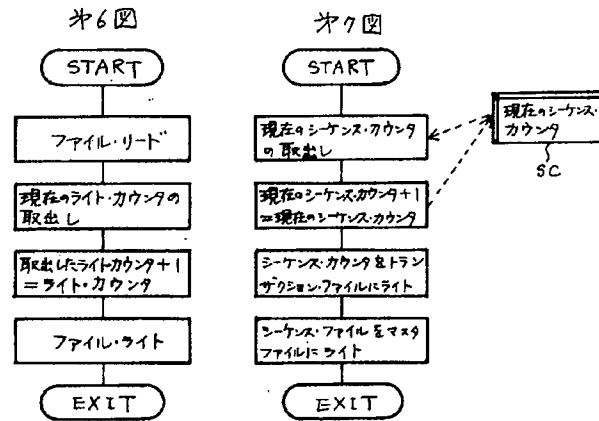 第6図
START
ファイル・リード
現在のライト・カウンタの
取出し
取出したライト・カウンタ+1
=ライト・カウンタ
ファイル・ライト
EXIT
第7図
START
現在のシーケンス・カウンタ
の取出し
現在のシーケンス・カウンタ+1
=現在のシーケンス・カウンタ
シーケンス・カウンタをトラン
ザクション・ファイルにライト
シーケンス・ファイルをマスタ
ファイルにライト
EXIT
現在のシーケンス・
カウンタ
SC